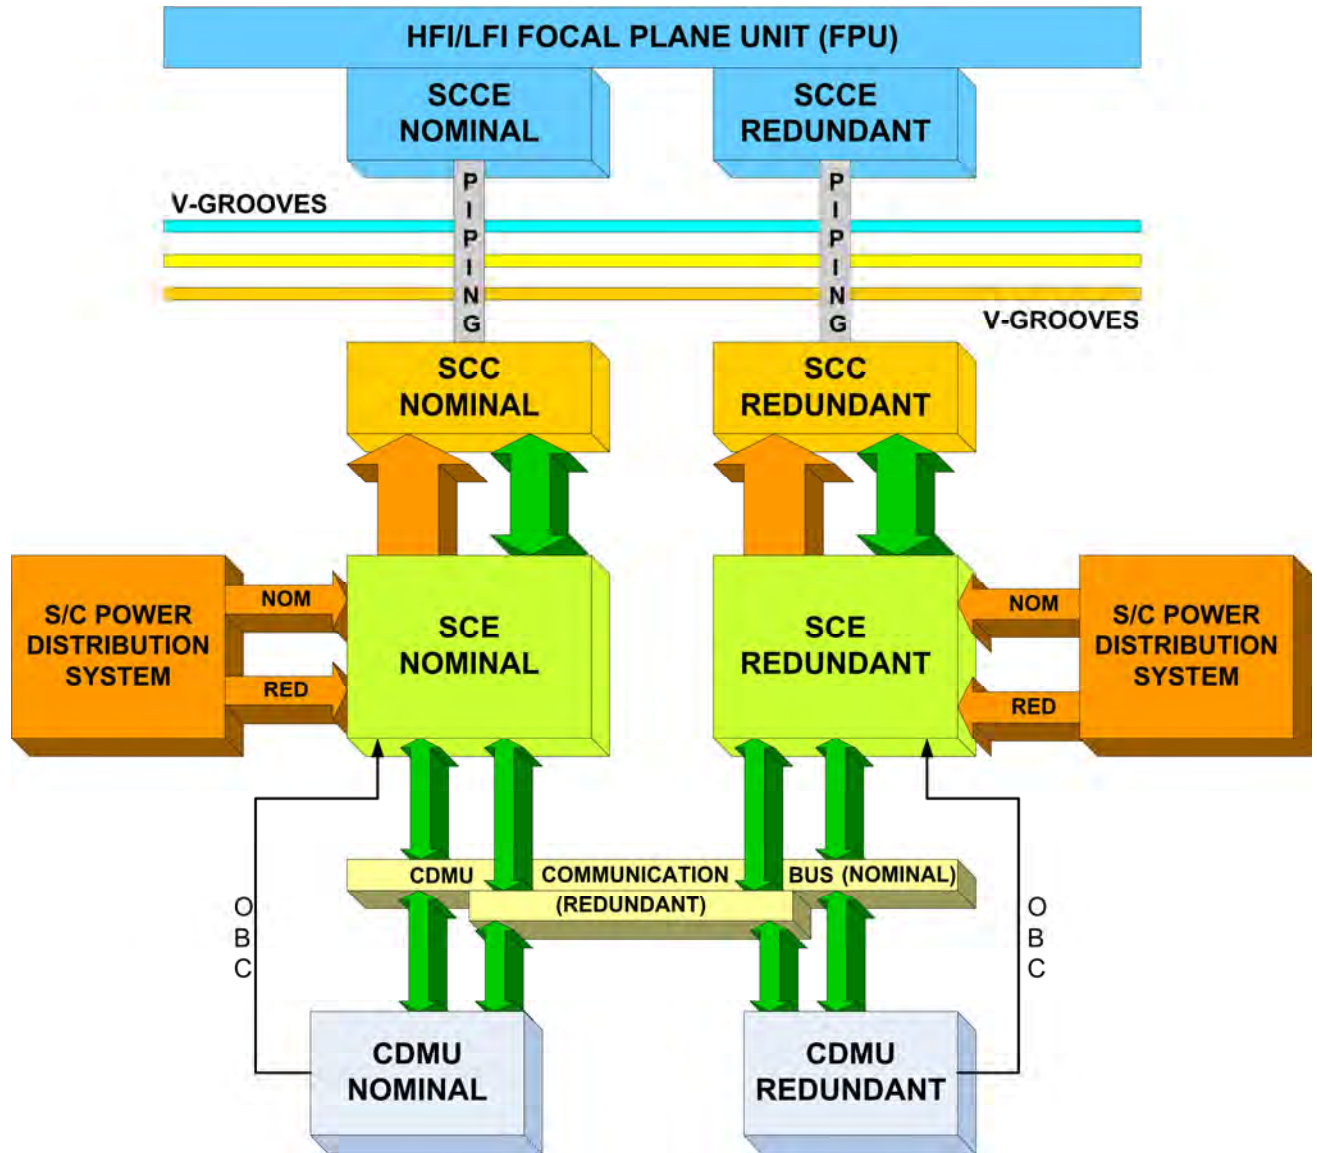 HFI/LFI FOCAL PLANE UNIT (FPU)
SCCE
NOMINAL
SCCE
REDUNDANT
PIPING
PIPING
V-GROOVES
V-GROOVES
SCC
NOMINAL
SCC
REDUNDANT
S/C POWER
DISTRIBUTION
SYSTEM
NOM
RED
SCE
NOMINAL
SCE
REDUNDANT
NOM
RED
S/C POWER
DISTRIBUTION
SYSTEM
CDMU COMMUNICATION BUS (NOMINAL)
(REDUNDANT)
OBC
OBC
CDMU
NOMINAL
CDMU
REDUNDANT